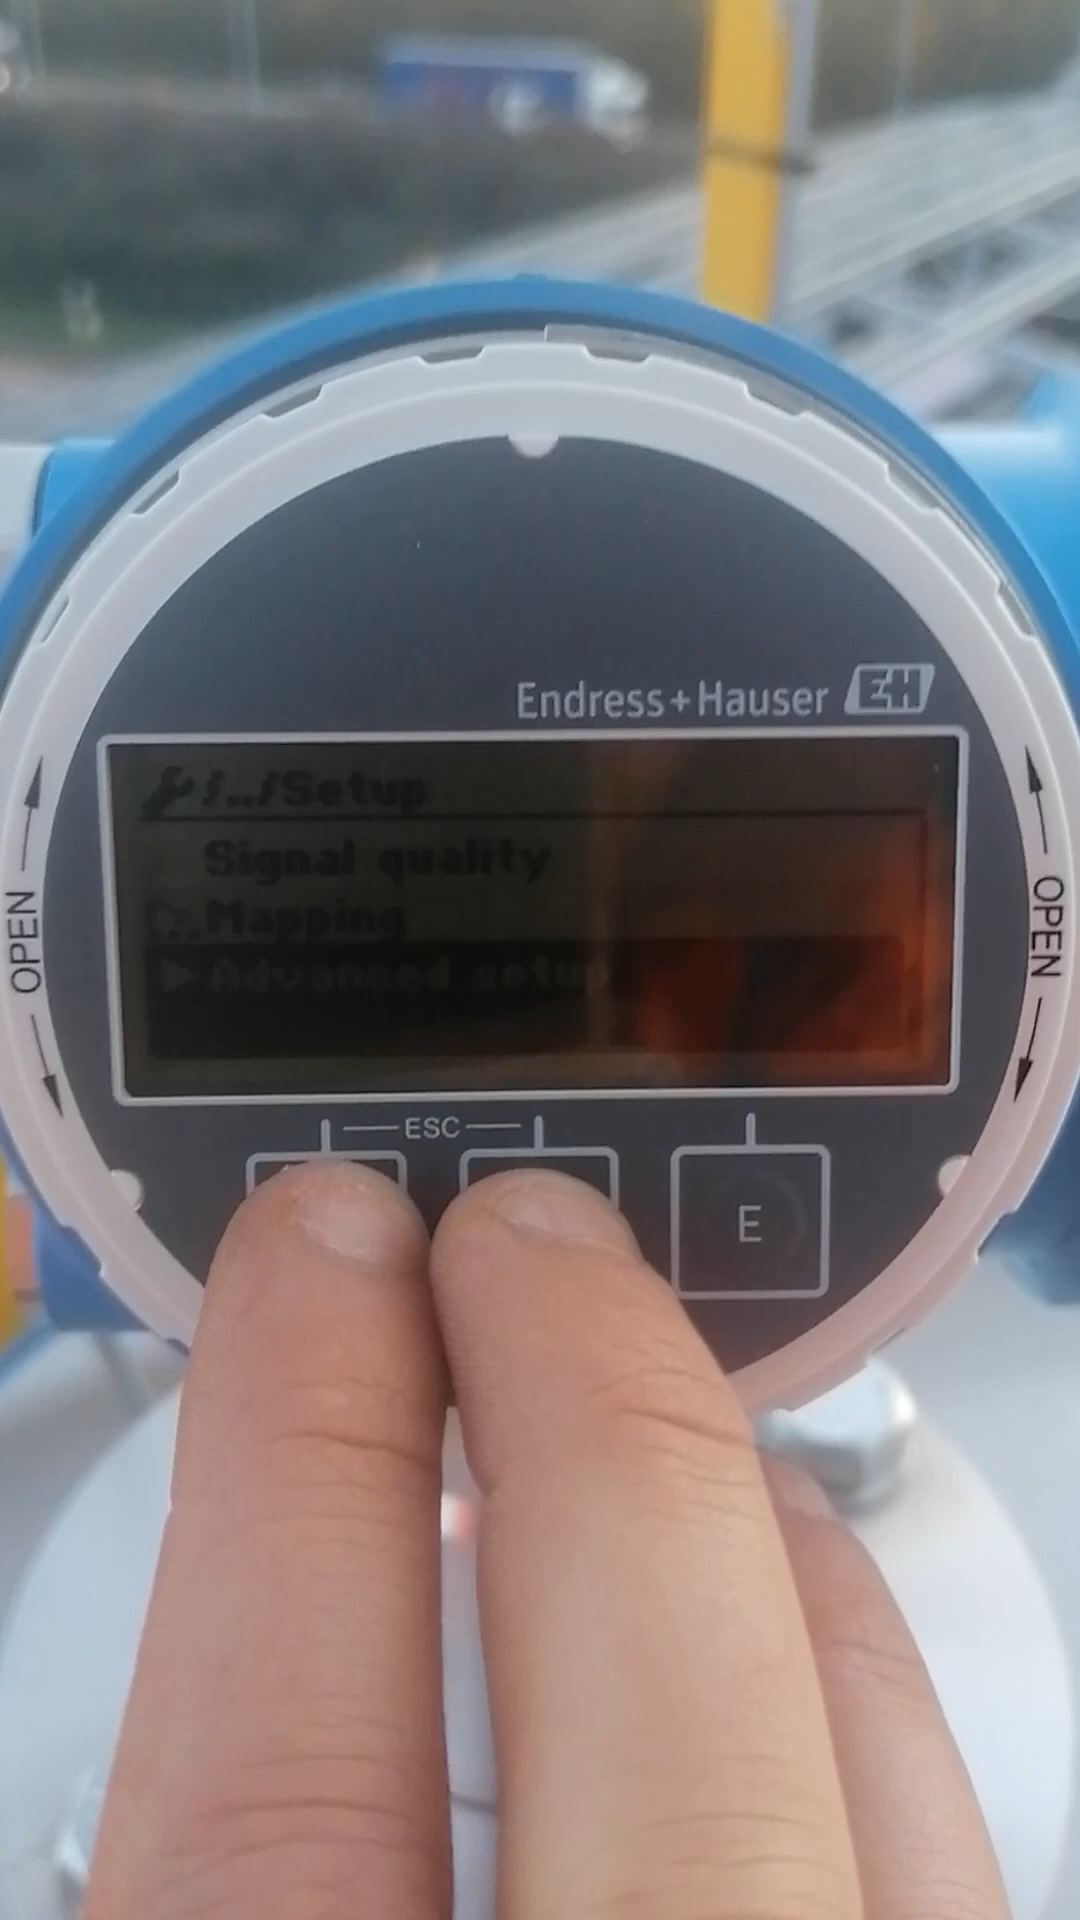 Endress+Hauser EH
/../Setup
Signal quality
Mapping
Advanced setup
OPEN
OPEN
ESC
E